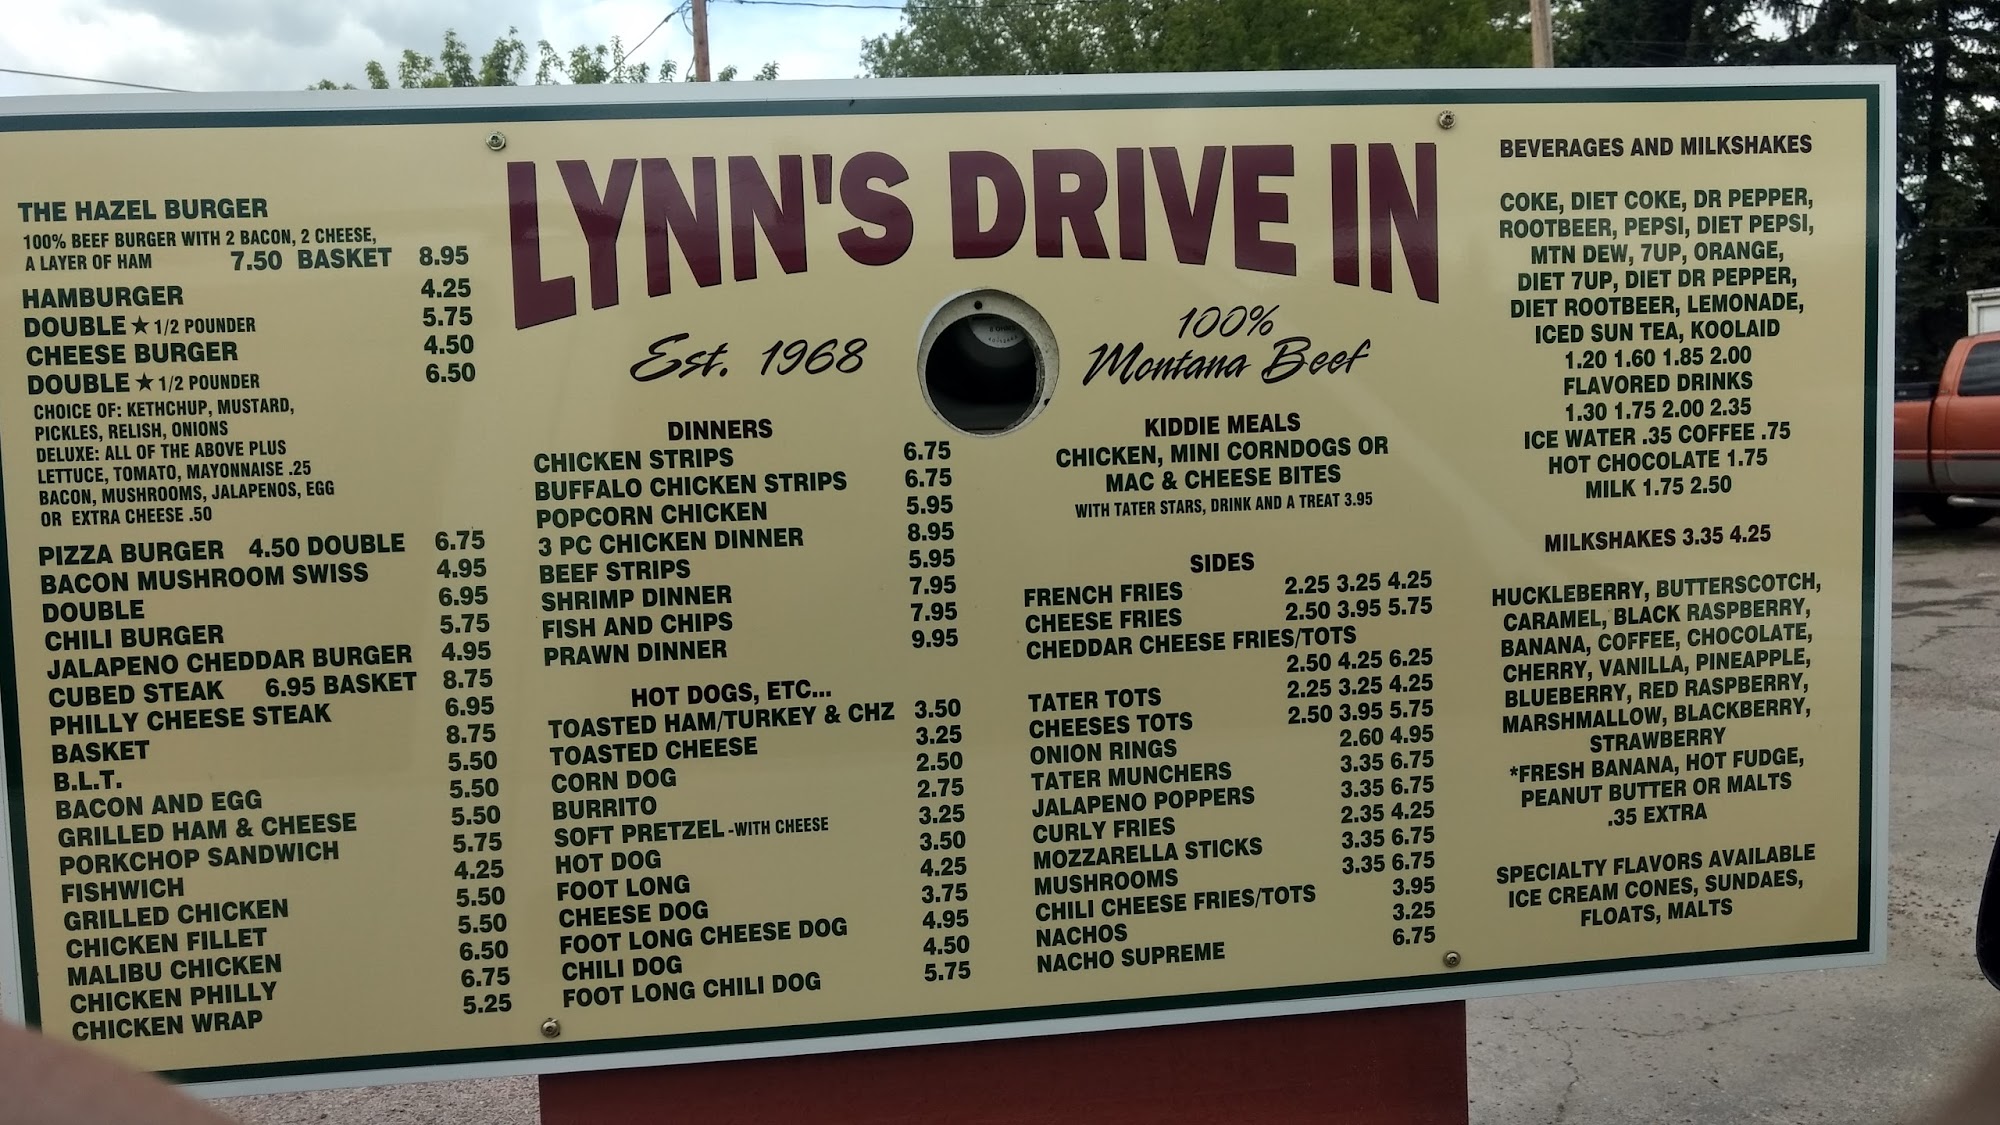 LYNN'S DRIVE IN
Est. 1968
100%
Montana Beef
THE HAZEL BURGER
100% BEEF BURGER WITH 2 BACON, 2 CHEESE,
A LAYER OF HAM 7.50 BASKET 8.95
HAMBURGER 4.25
DOUBLE ★ 1/2 POUNDER 5.75
CHEESE BURGER 4.50
DOUBLE ★ 1/2 POUNDER 6.50
CHOICE OF: KETHCHUP, MUSTARD,
PICKLES, RELISH, ONIONS
DELUXE: ALL OF THE ABOVE PLUS
LETTUCE, TOMATO, MAYONNAISE .25
BACON, MUSHROOMS, JALAPENOS, EGG
OR EXTRA CHEESE .50
PIZZA BURGER 4.50 DOUBLE 6.75
BACON MUSHROOM SWISS 4.95
DOUBLE 6.95
CHILI BURGER 5.75
JALAPENO CHEDDAR BURGER 4.95
CUBED STEAK 6.95 BASKET 8.75
PHILLY CHEESE STEAK 6.95
BASKET 8.75
B.L.T. 5.50
BACON AND EGG 5.50
GRILLED HAM & CHEESE 5.50
PORKCHOP SANDWICH 5.75
FISHWICH 4.25
GRILLED CHICKEN 5.50
CHICKEN FILLET 5.50
MALIBU CHICKEN 6.50
CHICKEN PHILLY 6.75
CHICKEN WRAP 5.25
DINNERS
CHICKEN STRIPS 6.75
BUFFALO CHICKEN STRIPS 6.75
POPCORN CHICKEN 5.95
3 PC CHICKEN DINNER 8.95
BEEF STRIPS 5.95
SHRIMP DINNER 7.95
FISH AND CHIPS 7.95
PRAWN DINNER 9.95
HOT DOGS, ETC...
TOASTED HAM/TURKEY & CHZ 3.50
TOASTED CHEESE 3.25
CORN DOG 2.50
BURRITO 2.75
SOFT PRETZEL -WITH CHEESE 3.25
HOT DOG 3.50
FOOT LONG 4.25
CHEESE DOG 3.75
FOOT LONG CHEESE DOG 4.95
CHILI DOG 4.50
FOOT LONG CHILI DOG 5.75
KIDDIE MEALS
CHICKEN, MINI CORNDOGS OR
MAC & CHEESE BITES
WITH TATER STARS, DRINK AND A TREAT 3.95
SIDES
FRENCH FRIES 2.25 3.25 4.25
CHEESE FRIES 2.50 3.95 5.75
CHEDDAR CHEESE FRIES/TOTS
2.50 4.25 6.25
TATER TOTS 2.25 3.25 4.25
CHEESES TOTS 2.50 3.95 5.75
ONION RINGS 2.60 4.95
TATER MUNCHERS 3.35 6.75
JALAPENO POPPERS 3.35 6.75
CURLY FRIES 2.35 4.25
MOZZARELLA STICKS 3.35 6.75
MUSHROOMS 3.35 6.75
CHILI CHEESE FRIES/TOTS 3.95
NACHOS 3.25
NACHO SUPREME 6.75
BEVERAGES AND MILKSHAKES
COKE, DIET COKE, DR PEPPER,
ROOTBEER, PEPSI, DIET PEPSI,
MTN DEW, 7UP, ORANGE,
DIET 7UP, DIET DR PEPPER,
DIET ROOTBEER, LEMONADE,
ICED SUN TEA, KOOLAID
1.20 1.60 1.85 2.00
FLAVORED DRINKS
1.30 1.75 2.00 2.35
ICE WATER .35 COFFEE .75
HOT CHOCOLATE 1.75
MILK 1.75 2.50
MILKSHAKES 3.35 4.25
HUCKLEBERRY, BUTTERSCOTCH,
CARAMEL, BLACK RASPBERRY,
BANANA, COFFEE, CHOCOLATE,
CHERRY, VANILLA, PINEAPPLE,
BLUEBERRY, RED RASPBERRY,
MARSHMALLOW, BLACKBERRY,
STRAWBERRY
*FRESH BANANA, HOT FUDGE,
PEANUT BUTTER OR MALTS
.35 EXTRA
SPECIALTY FLAVORS AVAILABLE
ICE CREAM CONES, SUNDAES,
FLOATS, MALTS